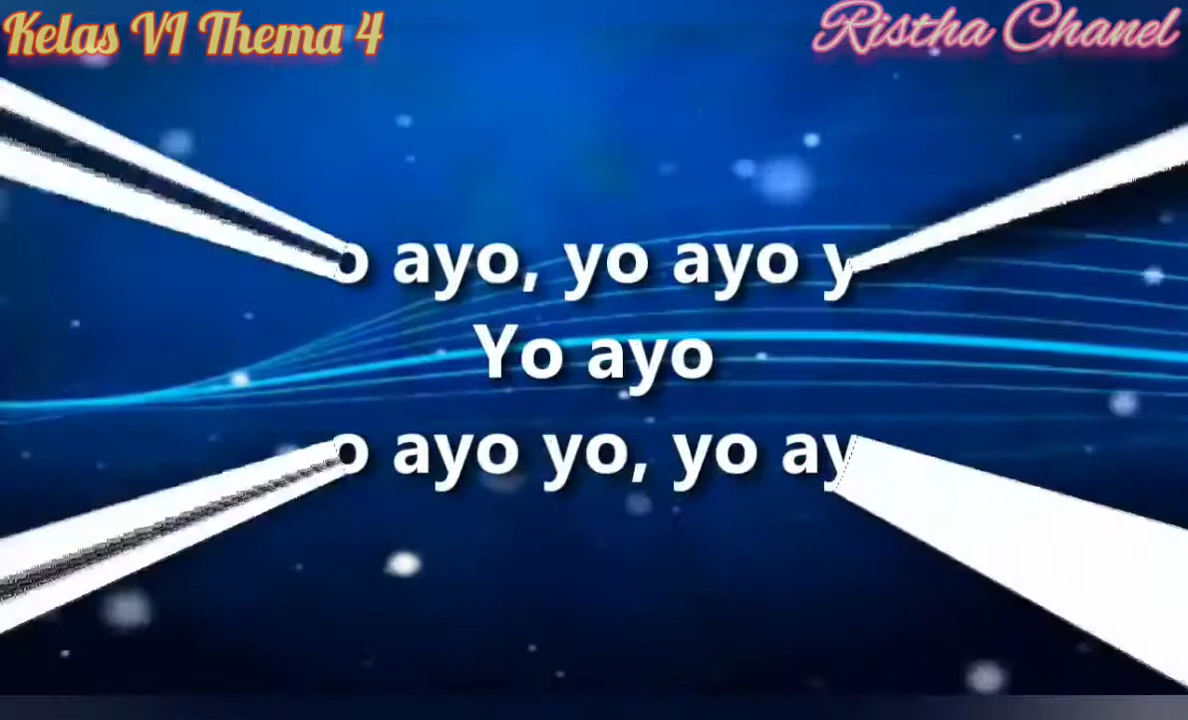 Kelas VI Thema 4
Ristha Chanel
o ayo, yo ayo y
Yo ayo
o ayo yo, yo ay